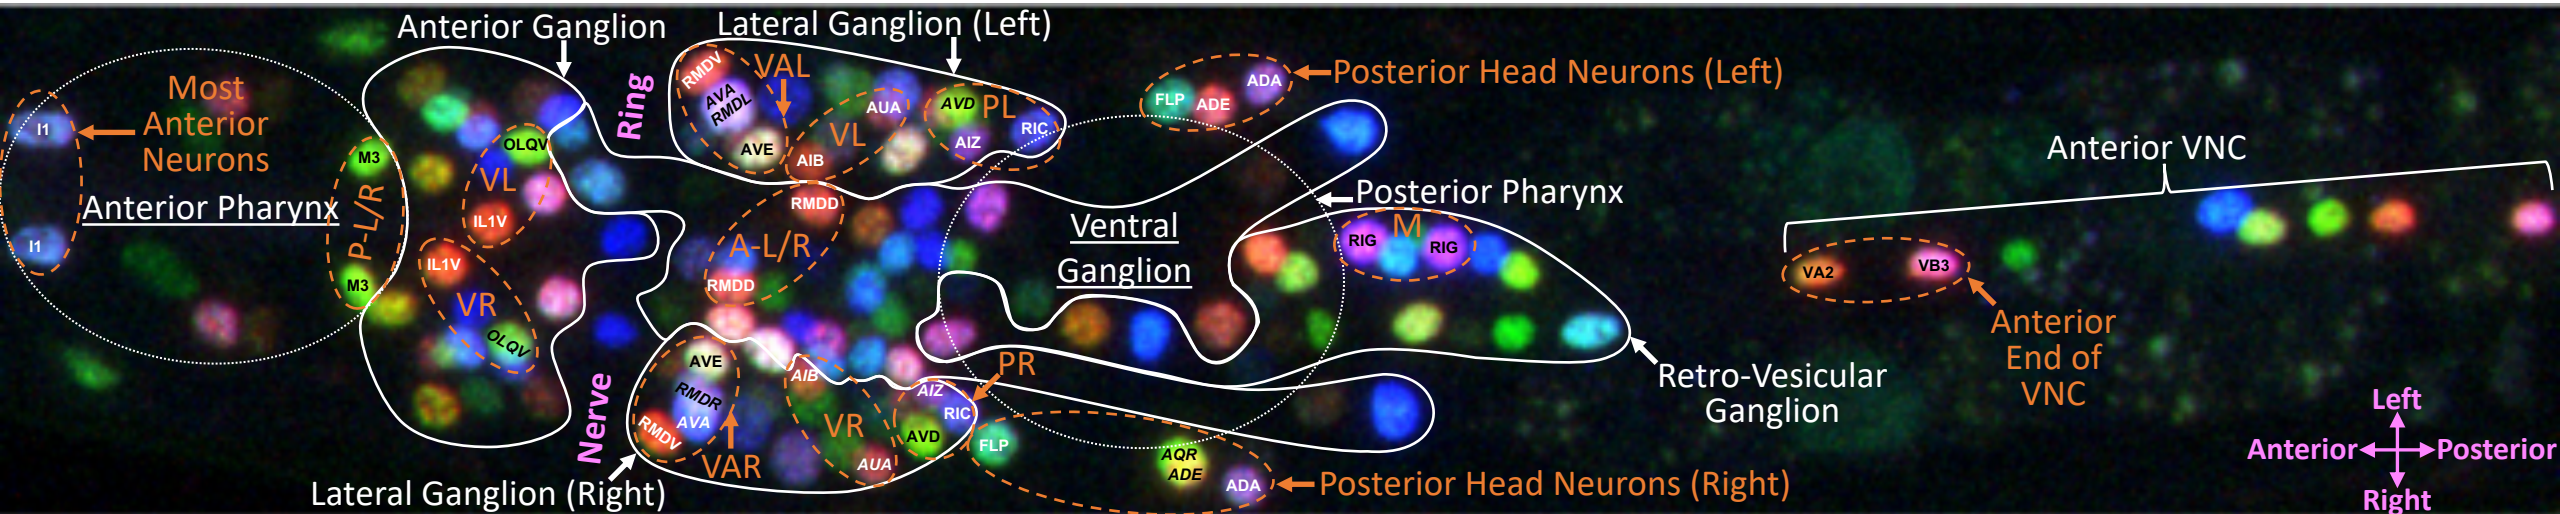 Anterior Ganglion
Lateral Ganglion (Left)
Most
Anterior
Neurons
I1
I1
Anterior Pharynx
P-L/R
M3
M3
OLQV
VL
IL1V
IL1V
VR
OLQV
Ring
Nerve
RMDV
AVA
RMDL
VAL
AVE
AUA
VL
AIB
AVD
PL
AIZ
RIC
FLP
ADE
ADA
Posterior Head Neurons (Left)
RMDD
A-L/R
RMDD
Ventral
Ganglion
Posterior Pharynx
RIG
M
RIG
Anterior VNC
VA2
VB3
Anterior
End of
VNC
Retro-Vesicular
Ganglion
AVE
RMDR
AVA
RMDV
VAR
AIB
VR
AUA
AIZ
RIC
AVD
PR
FLP
AQR
ADE
ADA
Posterior Head Neurons (Right)
Lateral Ganglion (Right)
Left
Anterior
Posterior
Right